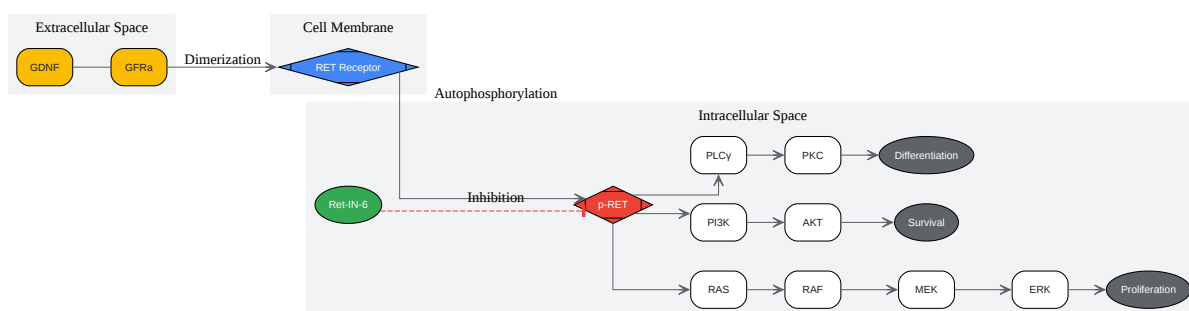 Extracellular Space
Cell Membrane
GDNF
GFRa
Dimerization
RET Receptor
Autophosphorylation
Intracellular Space
PLCγ
PKC
Differentiation
Ret-IN-6
Inhibition
p-RET
PI3K
AKT
Survival
RAS
RAF
MEK
ERK
Proliferation